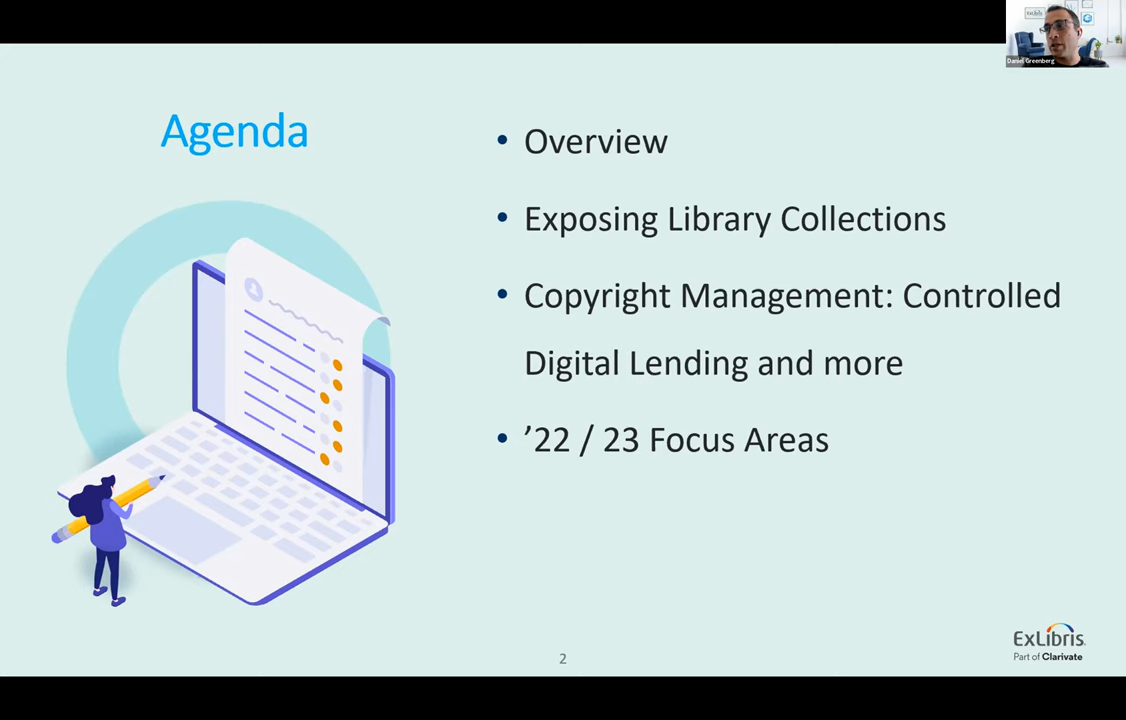 ExLibris
Daniel Greenberg
Agenda
• Overview
• Exposing Library Collections
• Copyright Management: Controlled
Digital Lending and more
• ’22 / 23 Focus Areas
2
ExLibris
Part of Clarivate